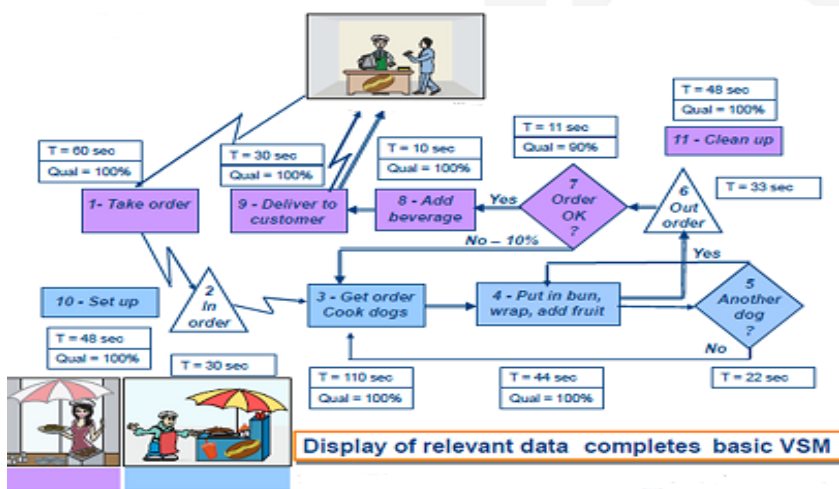 T = 48 sec
Qual = 100%
11 - Clean up
T = 60 sec
Qual = 100%
T = 30 sec
Qual = 100%
T = 10 sec
Qual = 100%
T = 11 sec
Qual = 90%
T = 33 sec
1- Take order
9 - Deliver to
customer
8 - Add
beverage
Yes
7
Order
OK
?
6
Out
order
No – 10%
Yes
10 - Set up
2
In
order
3 - Get order
Cook dogs
4 - Put in bun,
wrap, add fruit
5
Another
dog
?
No
T = 48 sec
Qual = 100%
T = 30 sec
T = 110 sec
Qual = 100%
T = 44 sec
Qual = 100%
T = 22 sec
Display of relevant data completes basic VSM